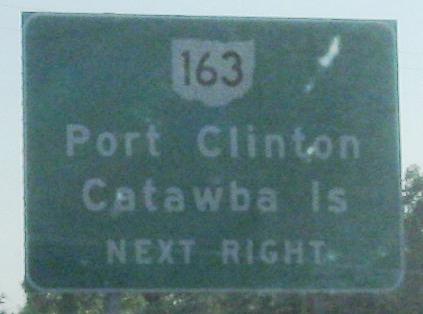 163
Port Clinton
Catawba Is
NEXT RIGHT